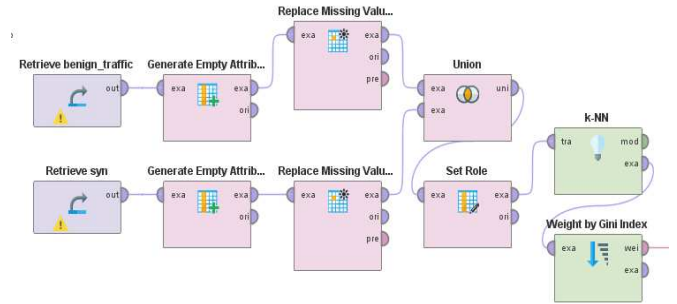 Replace Missing Valu...
exa exa
ori
pre
Retrieve benign_traffic
out
Generate Empty Attrib...
exa exa
ori
Union
exa uni
exa
k-NN
tra mod
exa
Retrieve syn
out
Generate Empty Attrib...
exa exa
ori
Replace Missing Valu...
exa exa
ori
pre
Set Role
exa exa
ori
Weight by Gini Index
exa wei
exa